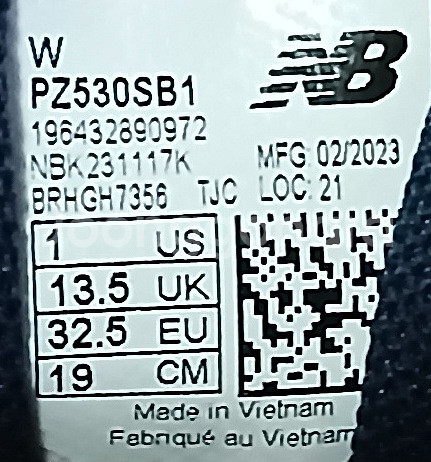 W
NB
PZ530SB1
196432890972
NBK231117K MFG: 02/2023
BRHGH7356 TJC LOC: 21
1 US
13.5 UK
32.5 EU
19 CM
Made in Vietnam
Fabriqué au Vietnam